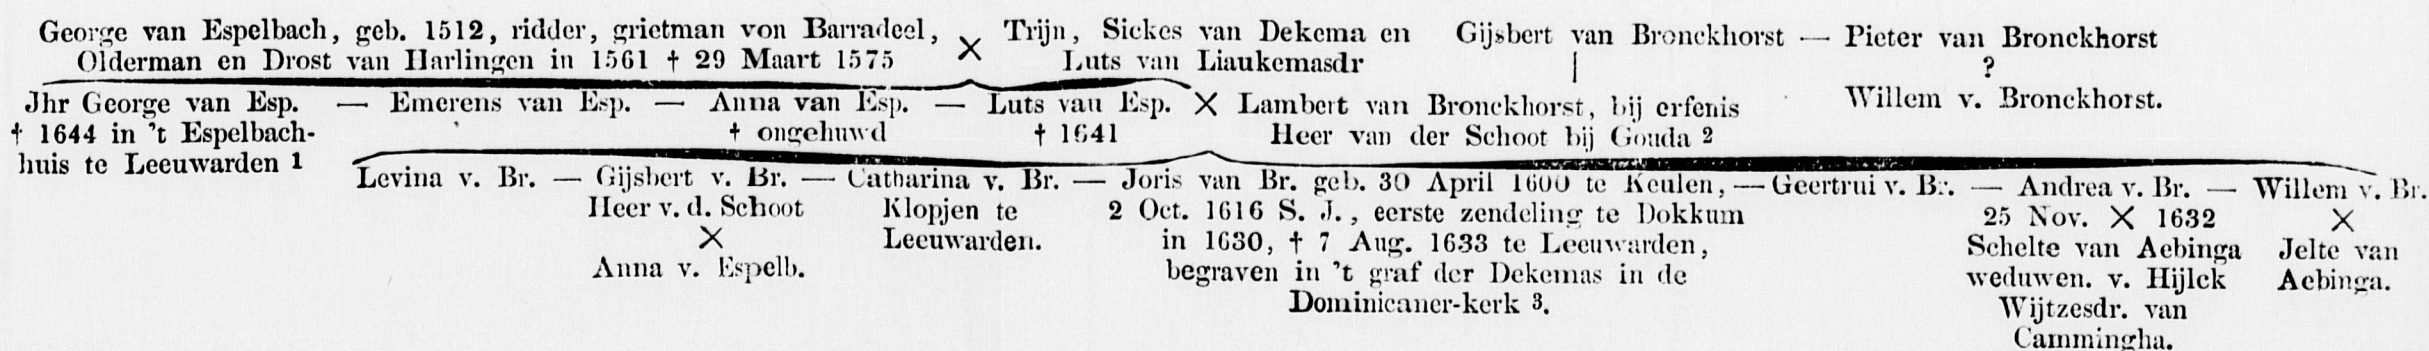 George van Espelbach, geb. 1512, ridder, grietman von Barradeel,
Olderman en Drost van Harlingen in 1561 † 29 Maart 1575
×
Trijn, Sickes van Dekema en
Luts van Liaukemasdr
Gijsbert van Bronckhorst — Pieter van Bronckhorst
?
Willem v. Bronckhorst.
Jhr George van Esp. — Emerens van Esp. — Anna van Esp. — Luts van Esp. × Lambert van Bronckhorst, bij erfenis
† 1644 in 't Espelbach-
huis te Leeuwarden 1
† ongehuwd
† 1641
Heer van der Schoot bij Gouda 2
Levina v. Br. — Gijsbert v. Br. — Catharina v. Br. — Joris van Br. geb. 30 April 1600 te Keulen, — Geertrui v. Br. — Andrea v. Br. — Willem v. Br.
Heer v. d. Schoot
×
Anna v. Espelb.
Klopjen te
Leeuwarden.
2 Oct. 1616 S. J., eerste zendeling te Dokkum
in 1630, † 7 Aug. 1633 te Leeuwarden,
begraven in 't graf der Dekemas in de
Dominicaner-kerk 3.
25 Nov. × 1632
Schelte van Aebinga
weduwen. v. Hijlck
Wijtzesdr. van
Cammingha.
×
Jelte van
Aebinga.